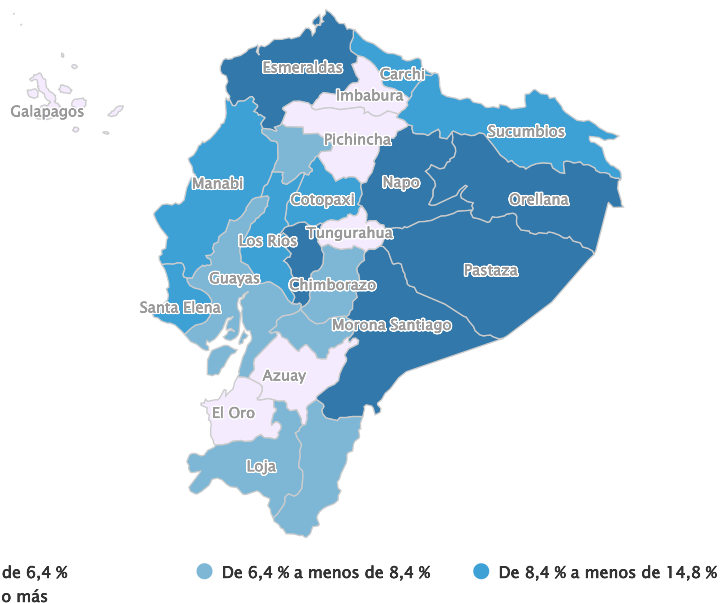 Esmeraldas
Carchi
Imbabura
Galapagos
Pichincha
Sucumbios
Manabi
Napo
Cotopaxi
Orellana
Los Rios
Tungurahua
Pastaza
Guayas
Chimborazo
Santa Elena
Morona Santiago
Azuay
El Oro
Loja
de 6,4 % De 6,4 % a menos de 8,4 % De 8,4 % a menos de 14,8 %
o más